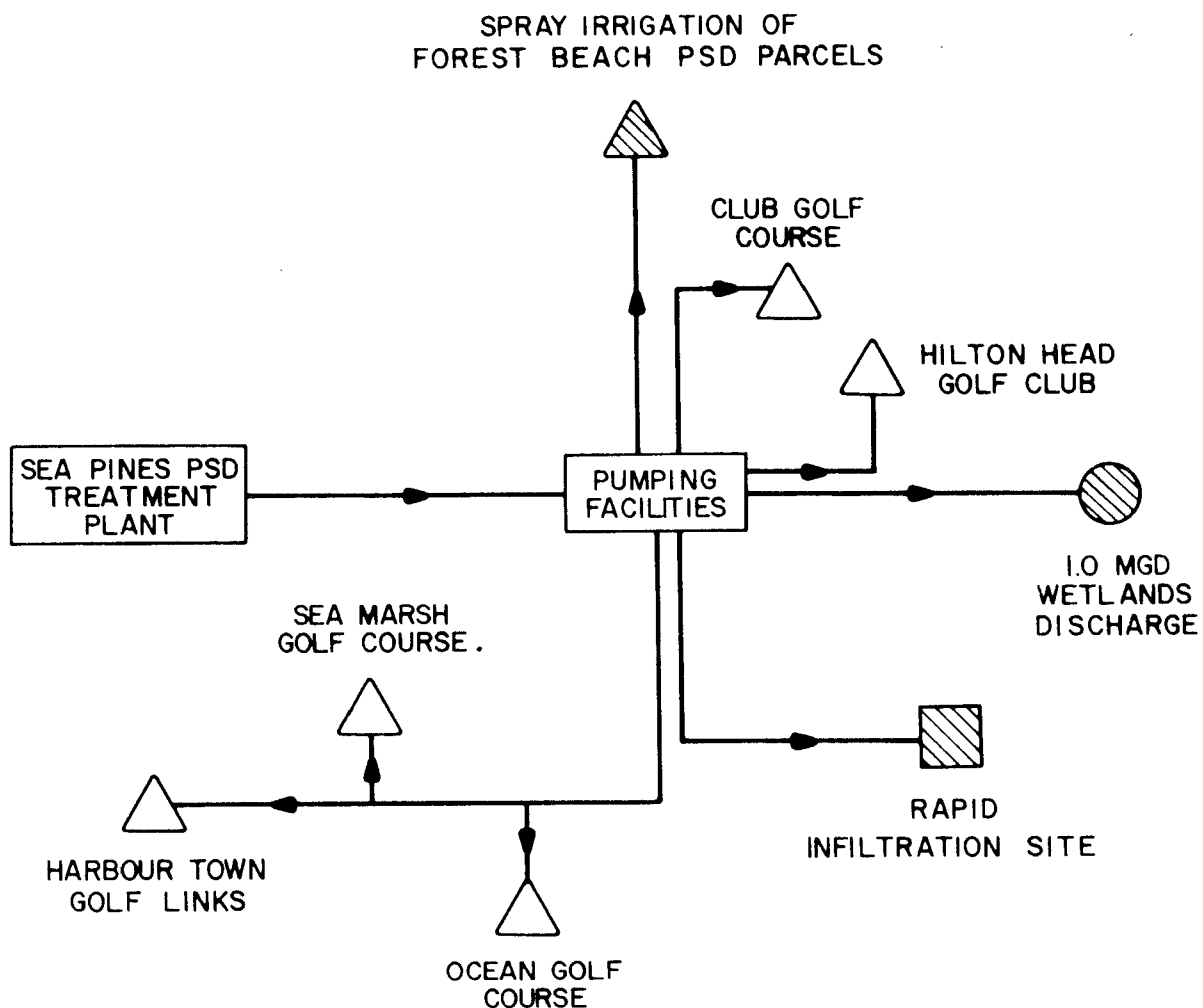 SPRAY IRRIGATION OF
FOREST BEACH PSD PARCELS
CLUB GOLF
COURSE
HILTON HEAD
GOLF CLUB
SEA PINES PSD
TREATMENT
PLANT
PUMPING
FACILITIES
1.0 MGD
WETLANDS
DISCHARGE
SEA MARSH
GOLF COURSE.
RAPID
INFILTRATION SITE
HARBOUR TOWN
GOLF LINKS
OCEAN GOLF
COURSE